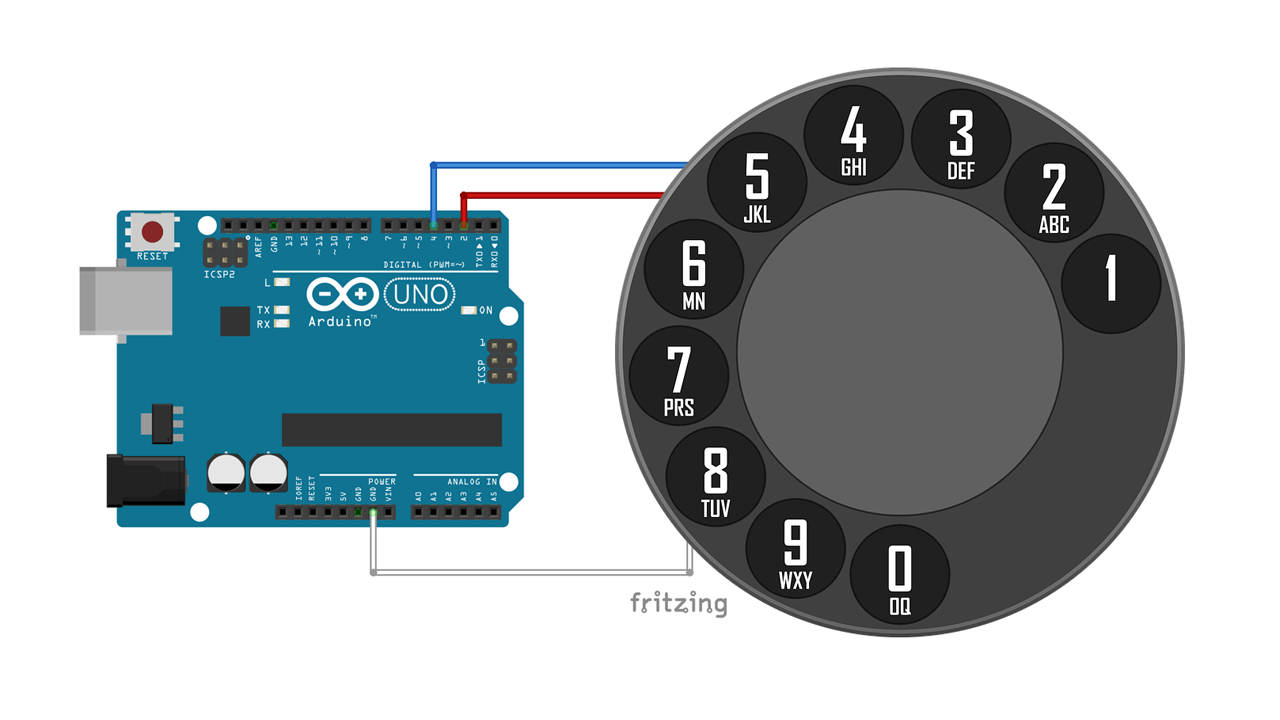 4
GHI
3
DEF
5
JKL
2
ABC
6
MN
1
7
PRS
8
TUV
9
WXY
0
OQ
RESET
ICSP2
AREF
GND
13
12
~11
~10
~9
8
7
~6
~5
4
~3
2
TX0▶1
RX0◀0
DIGITAL (PWM=~)
L
TX
RX
UNO
Arduino™
ON
1
ICSP
POWER
ANALOG IN
IOREF
RESET
3V3
5V
GND
GND
VIN
A0
A1
A2
A3
A4
A5
fritzing